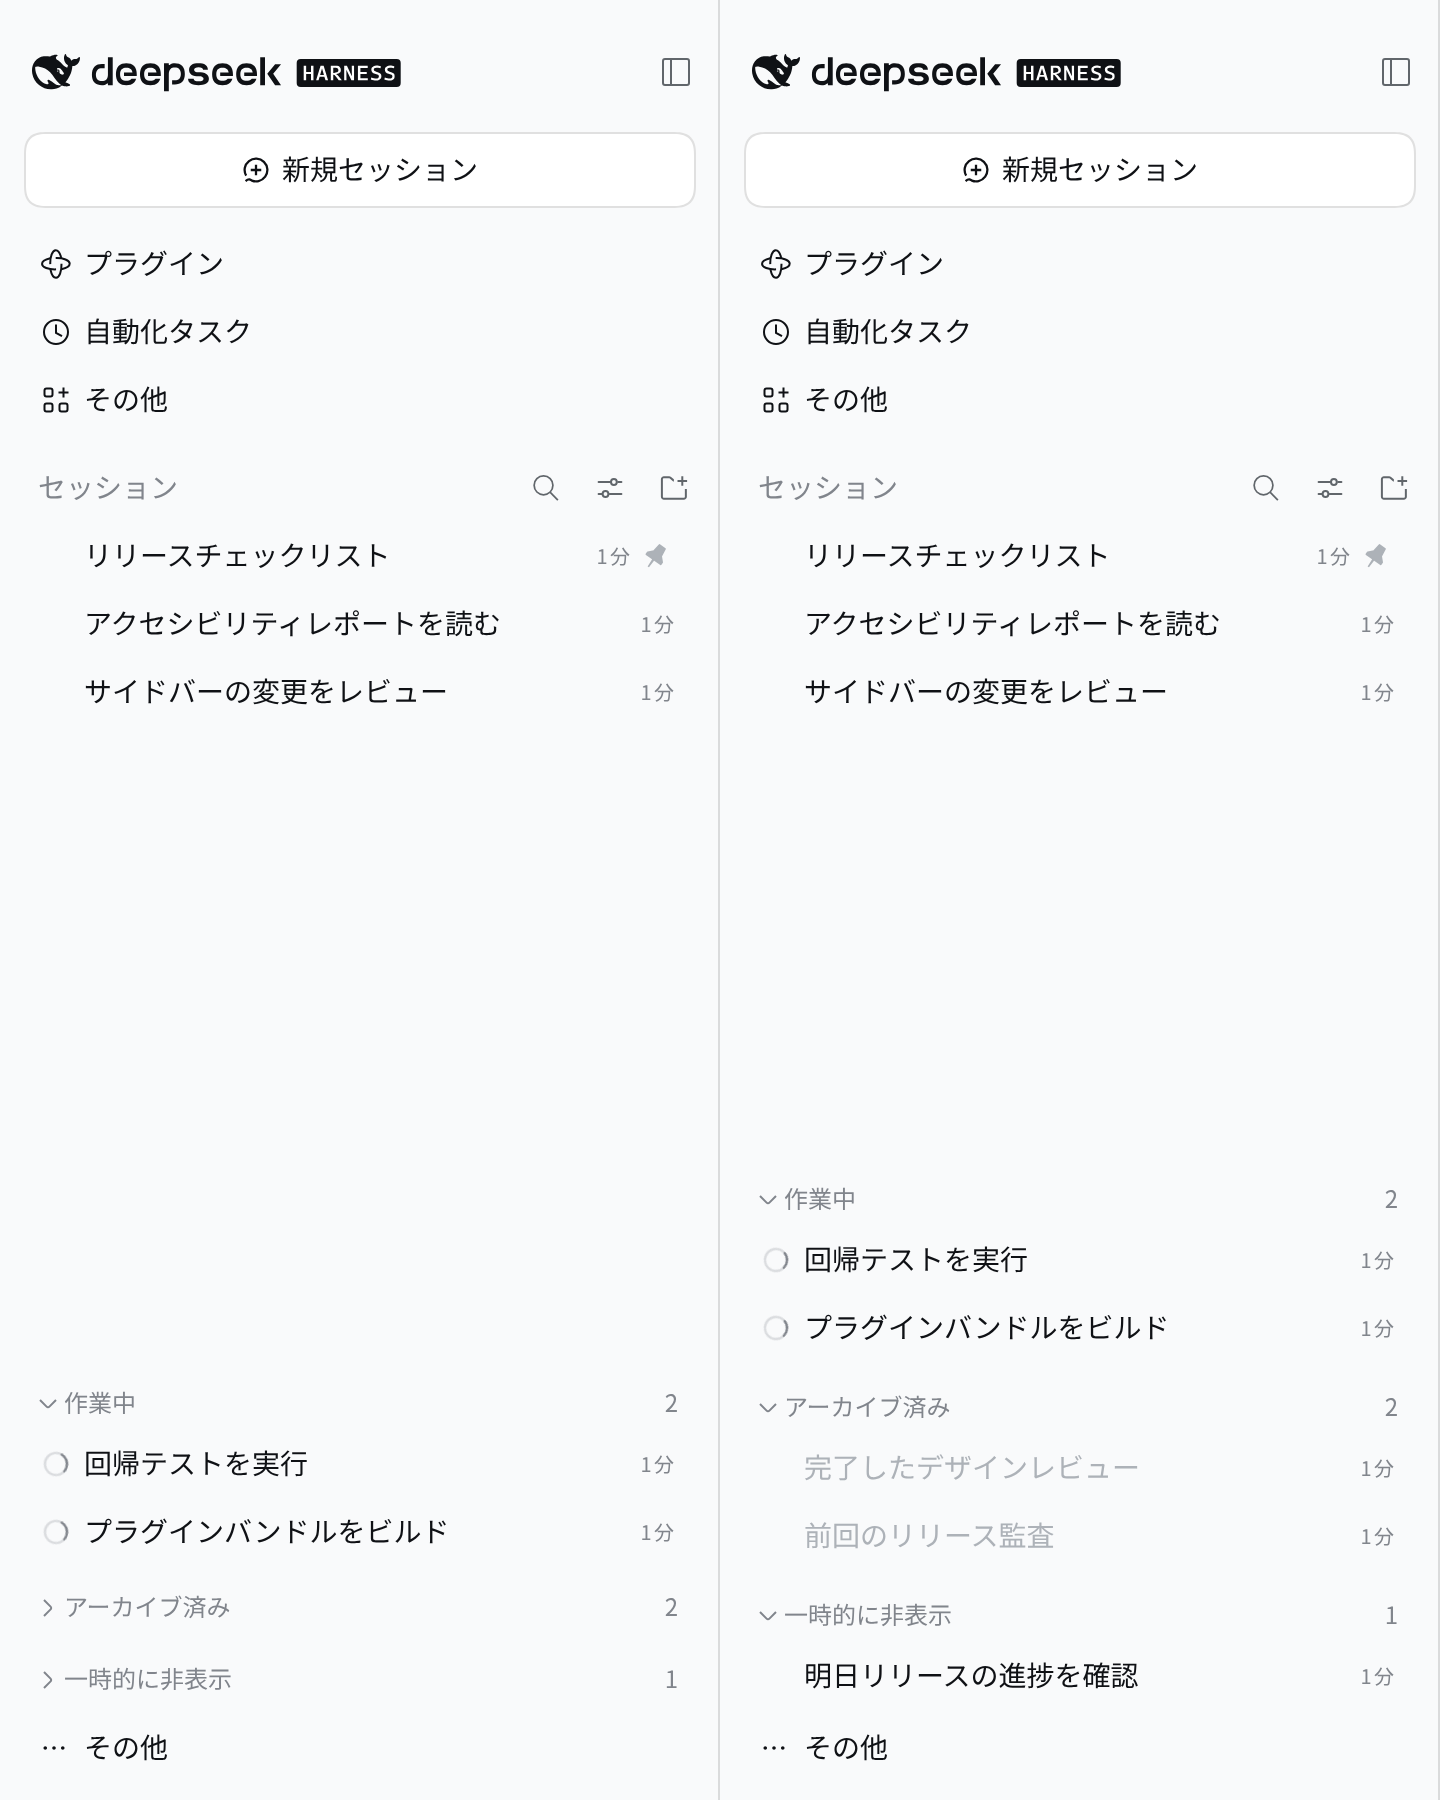 deepseek HARNESS
新規セッション
プラグイン
自動化タスク
その他
セッション
リリースチェックリスト 1分
アクセシビリティレポートを読む 1分
サイドバーの変更をレビュー 1分
作業中 2
回帰テストを実行 1分
プラグインバンドルをビルド 1分
アーカイブ済み 2
一時的に非表示 1
その他
deepseek HARNESS
新規セッション
プラグイン
自動化タスク
その他
セッション
リリースチェックリスト 1分
アクセシビリティレポートを読む 1分
サイドバーの変更をレビュー 1分
作業中 2
回帰テストを実行 1分
プラグインバンドルをビルド 1分
アーカイブ済み 2
完了したデザインレビュー 1分
前回のリリース監査 1分
一時的に非表示 1
明日リリースの進捗を確認 1分
その他